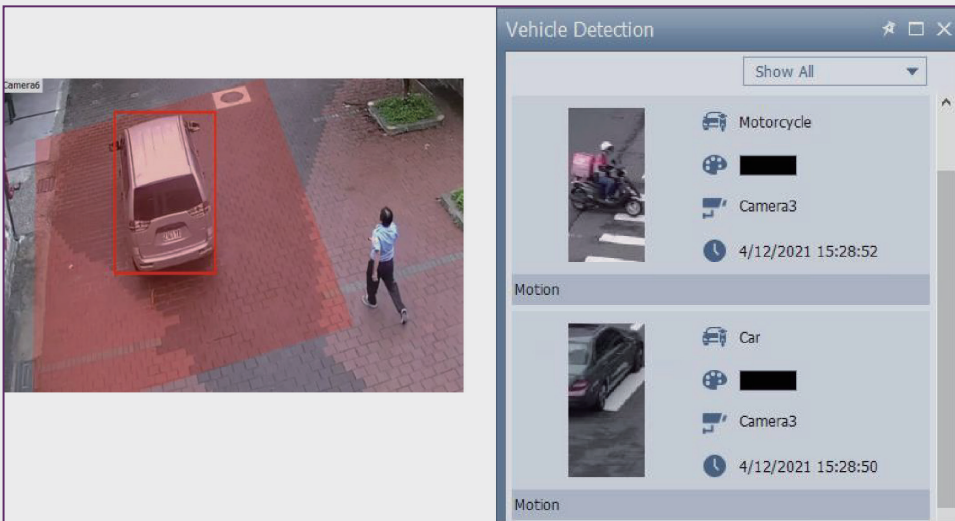 Camera6
Vehicle Detection
Show All
Motorcycle
Camera3
4/12/2021 15:28:52
Motion
Car
Camera3
4/12/2021 15:28:50
Motion